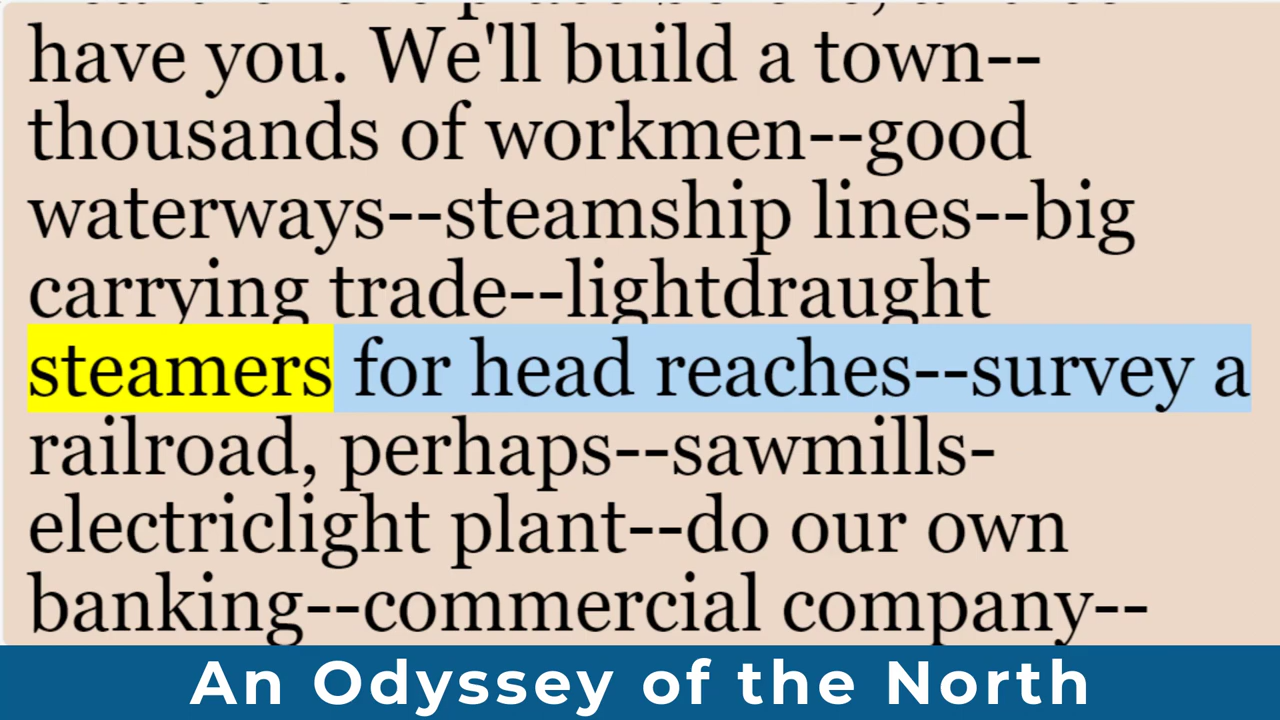 have you. We'll build a town--
thousands of workmen--good
waterways--steamship lines--big
carrying trade--lightdraught
steamers for head reaches--survey a
railroad, perhaps--sawmills-
electriclight plant--do our own
banking--commercial company--
An Odyssey of the North